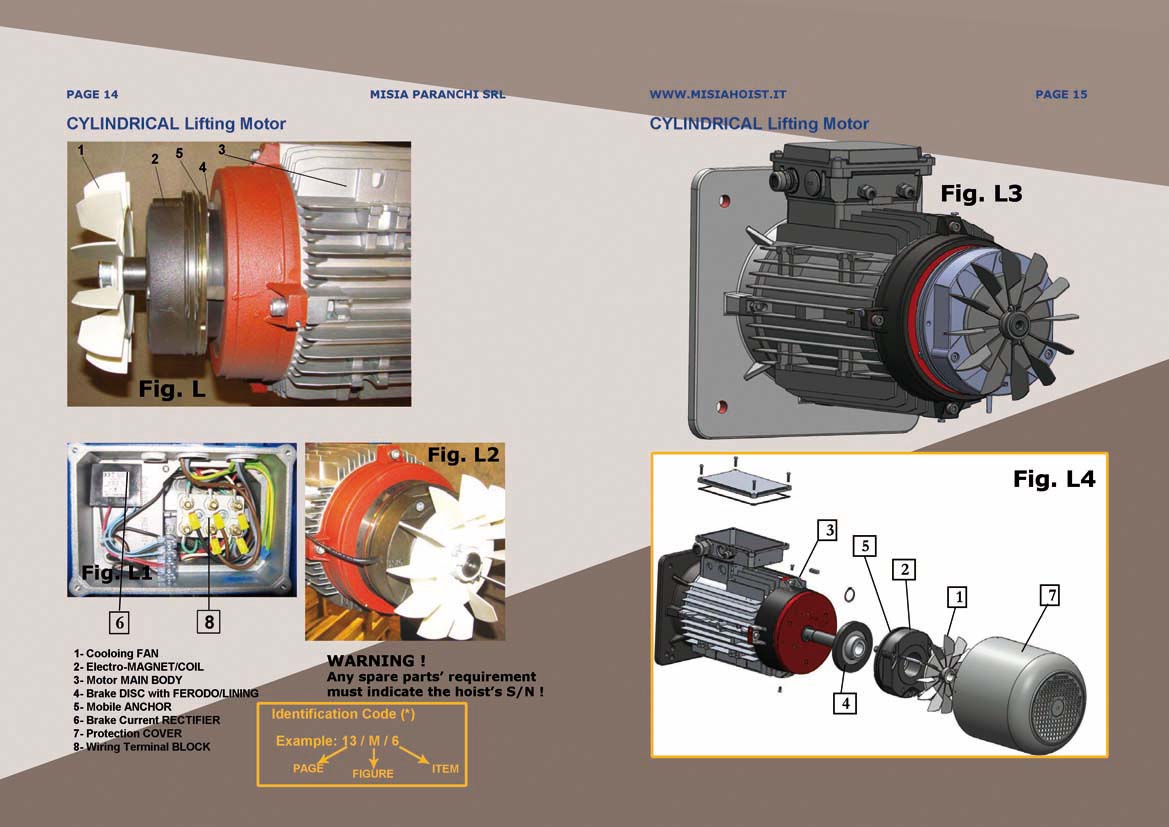 PAGE 14
MISIA PARANCHI SRL
CYLINDRICAL Lifting Motor
1
2
5
4
3
Fig. L
Fig. L1
6
8
Fig. L2
1- Cooloing FAN
2- Electro-MAGNET/COIL
3- Motor MAIN BODY
4- Brake DISC with FERODO/LINING
5- Mobile ANCHOR
6- Brake Current RECTIFIER
7- Protection COVER
8- Wiring Terminal BLOCK
WARNING !
Any spare parts’ requirement
must indicate the hoist’s S/N !
Identification Code (*)
Example: 13 / M / 6
PAGE
FIGURE
ITEM
WWW.MISIAHOIST.IT
PAGE 15
CYLINDRICAL Lifting Motor
Fig. L3
Fig. L4
3
5
2
1
7
4